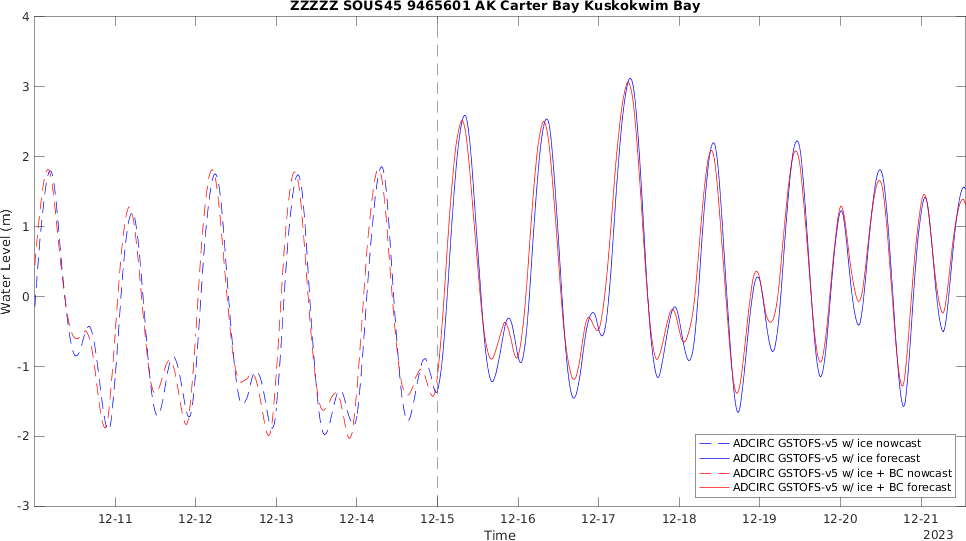 ZZZZZ SOUS45 9465601 AK Carter Bay Kuskokwim Bay
4
3
2
1
0
-1
-2
-3
Water Level (m)
12-11
12-12
12-13
12-14
12-15
12-16
12-17
12-18
12-19
12-20
12-21
Time
2023
ADCIRC GSTOFS-v5 w/ ice nowcast
ADCIRC GSTOFS-v5 w/ ice forecast
ADCIRC GSTOFS-v5 w/ ice + BC nowcast
ADCIRC GSTOFS-v5 w/ ice + BC forecast